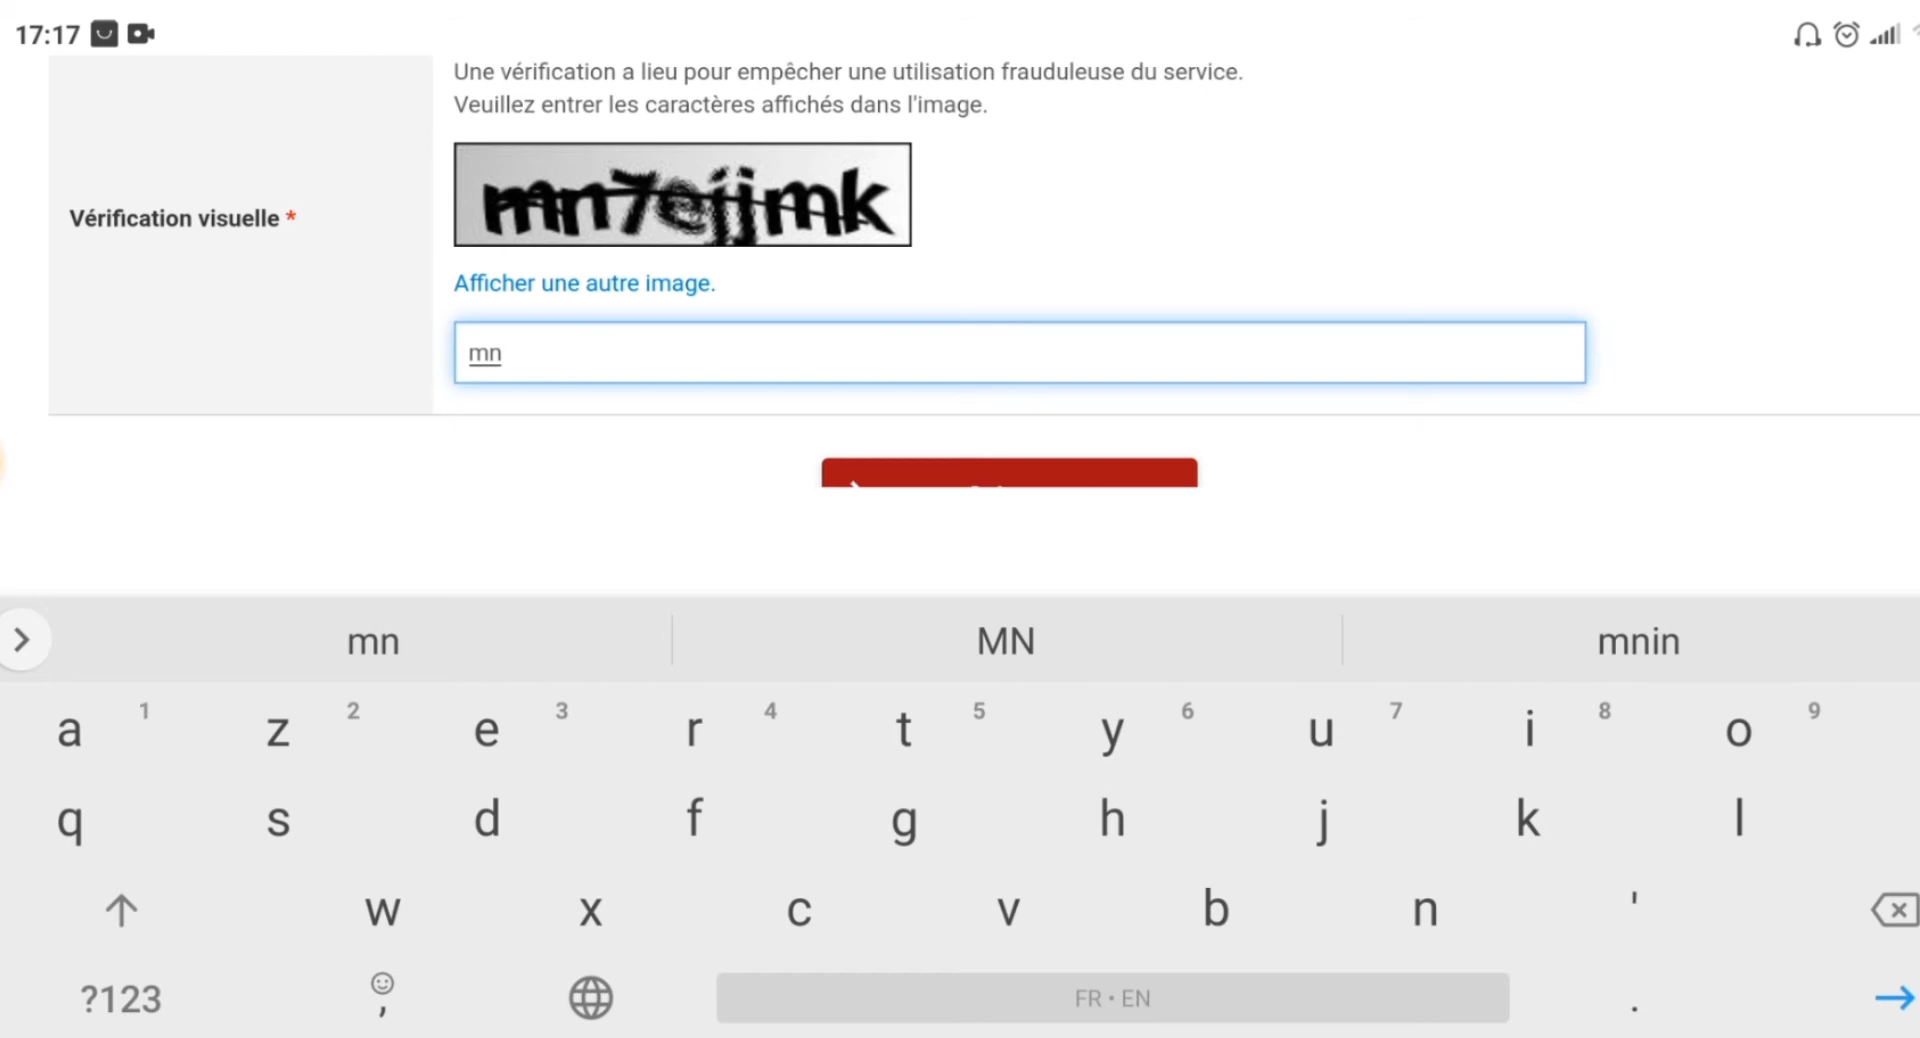 17:17
Une vérification a lieu pour empêcher une utilisation frauduleuse du service.
Veuillez entrer les caractères affichés dans l'image.
Vérification visuelle *
Afficher une autre image.
mn
mn MN mnin
a 1 z 2 e 3 r 4 t 5 y 6 u 7 i 8 o 9
q s d f g h j k l
w x c v b n '
?123 , FR • EN .